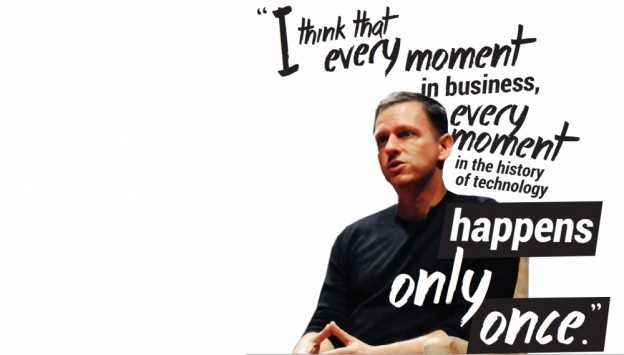 “I think that
every moment
in business,
every
moment
in the history
of technology
happens
only
once.”